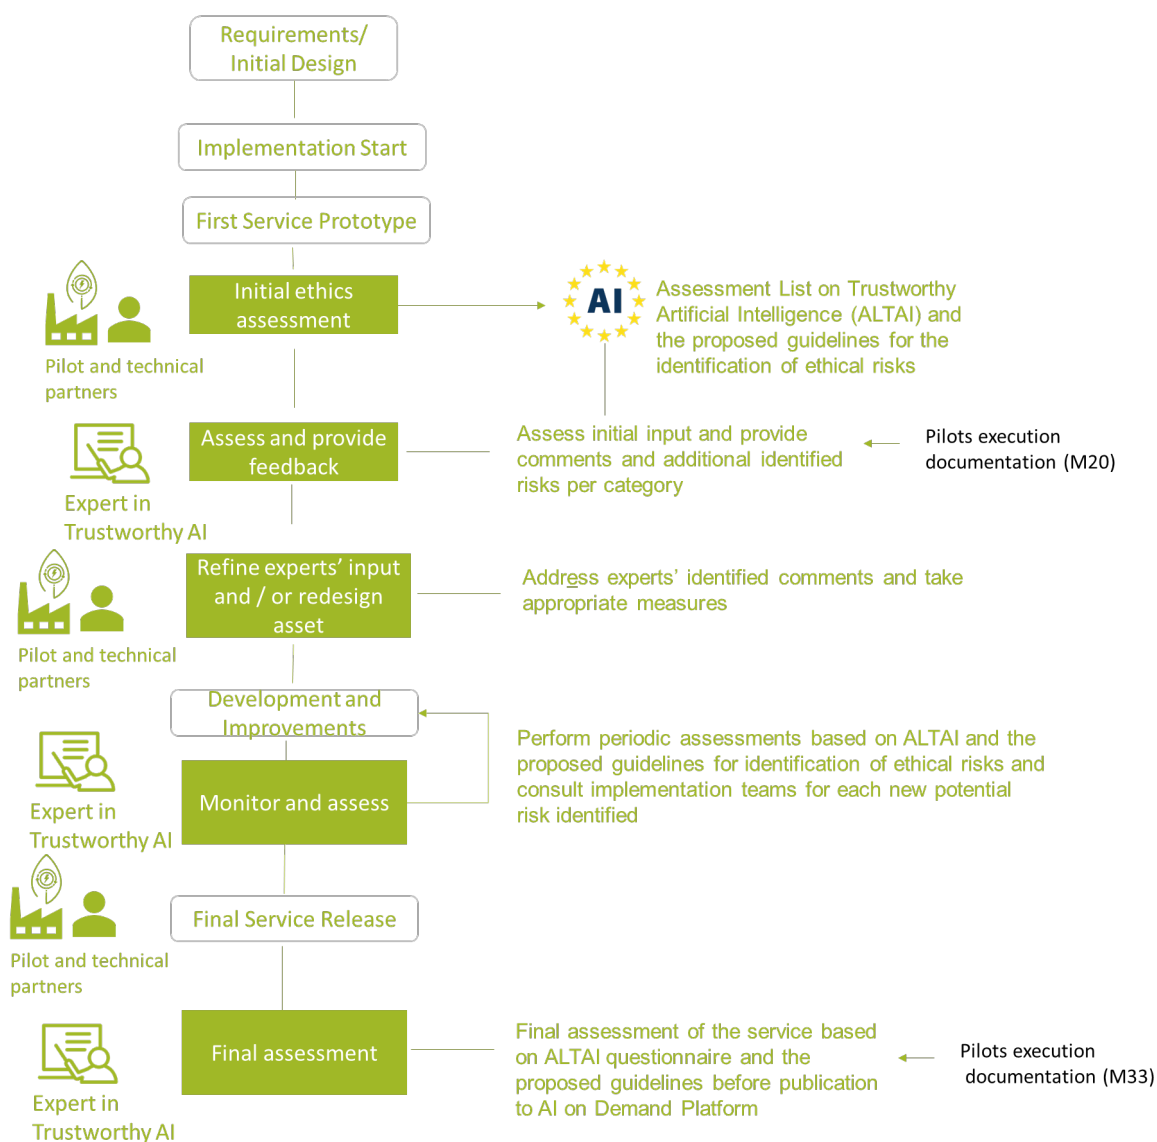 Requirements/
Initial Design
Implementation Start
First Service Prototype
Initial ethics
assessment
Pilot and technical
partners
AI
Assessment List on Trustworthy
Artificial Intelligence (ALTAI) and
the proposed guidelines for the
identification of ethical risks
Assess and provide
feedback
Expert in
Trustworthy AI
Assess initial input and provide
comments and additional identified
risks per category
Pilots execution
documentation (M20)
Refine experts' input
and / or redesign
asset
Pilot and technical
partners
Address experts' identified comments and take
appropriate measures
Development and
Improvements
Monitor and assess
Expert in
Trustworthy AI
Perform periodic assessments based on ALTAI and the
proposed guidelines for identification of ethical risks and
consult implementation teams for each new potential
risk identified
Final Service Release
Pilot and technical
partners
Final assessment
Expert in
Trustworthy AI
Final assessment of the service based
on ALTAI questionnaire and the
proposed guidelines before publication
to AI on Demand Platform
Pilots execution
documentation (M33)